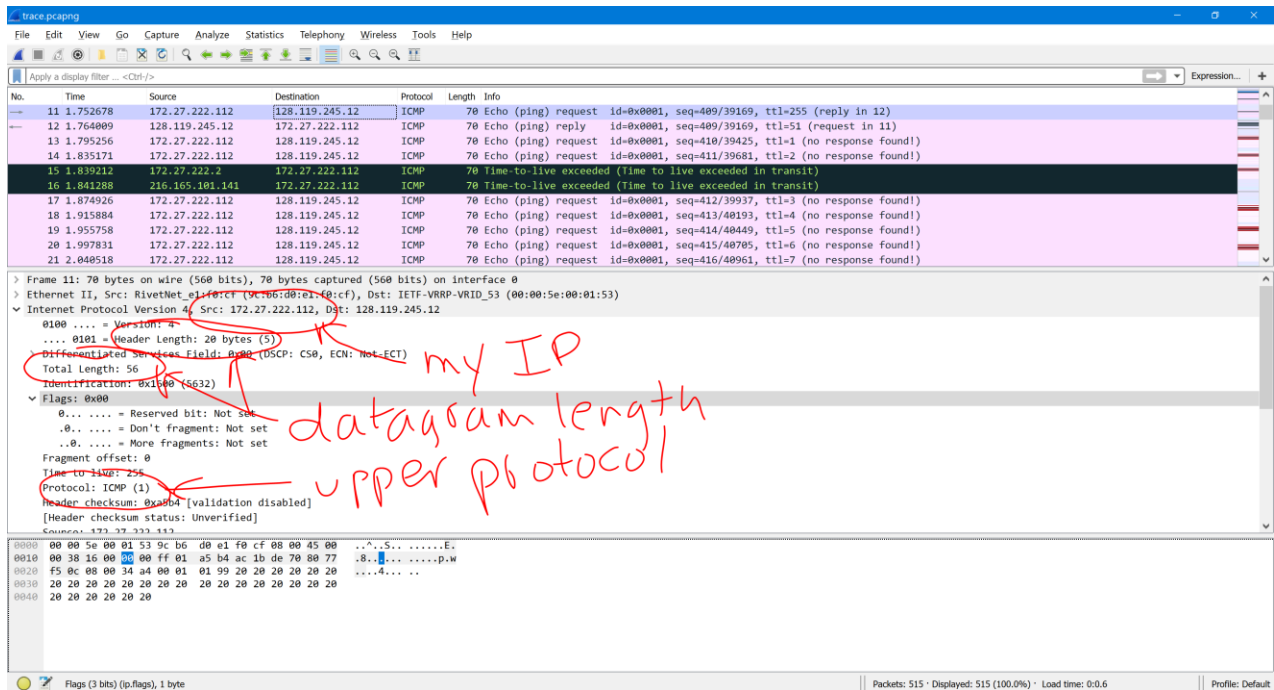 trace.pcapng
File Edit View Go Capture Analyze Statistics Telephony Wireless Tools Help
Apply a display filter ... <Ctrl-/>
Expression... +
No. Time Source Destination Protocol Length Info
11 1.752678 172.27.222.112 128.119.245.12 ICMP 70 Echo (ping) request id=0x0001, seq=409/39169, ttl=255 (reply in 12)
12 1.764009 128.119.245.12 172.27.222.112 ICMP 70 Echo (ping) reply id=0x0001, seq=409/39169, ttl=51 (request in 11)
13 1.795256 172.27.222.112 128.119.245.12 ICMP 70 Echo (ping) request id=0x0001, seq=410/39425, ttl=1 (no response found!)
14 1.835171 172.27.222.112 128.119.245.12 ICMP 70 Echo (ping) request id=0x0001, seq=411/39681, ttl=2 (no response found!)
15 1.839212 172.27.222.2 172.27.222.112 ICMP 70 Time-to-live exceeded (Time to live exceeded in transit)
16 1.841288 216.165.101.141 172.27.222.112 ICMP 70 Time-to-live exceeded (Time to live exceeded in transit)
17 1.874926 172.27.222.112 128.119.245.12 ICMP 70 Echo (ping) request id=0x0001, seq=412/39937, ttl=3 (no response found!)
18 1.915884 172.27.222.112 128.119.245.12 ICMP 70 Echo (ping) request id=0x0001, seq=413/40193, ttl=4 (no response found!)
19 1.955758 172.27.222.112 128.119.245.12 ICMP 70 Echo (ping) request id=0x0001, seq=414/40449, ttl=5 (no response found!)
20 1.997831 172.27.222.112 128.119.245.12 ICMP 70 Echo (ping) request id=0x0001, seq=415/40705, ttl=6 (no response found!)
21 2.040518 172.27.222.112 128.119.245.12 ICMP 70 Echo (ping) request id=0x0001, seq=416/40961, ttl=7 (no response found!)
Frame 11: 70 bytes on wire (560 bits), 70 bytes captured (560 bits) on interface 0
Ethernet II, Src: RivetNet_e1:f0:cf (9c:b6:d0:e1:f0:cf), Dst: IETF-VRRP-VRID_53 (00:00:5e:00:01:53)
Internet Protocol Version 4, Src: 172.27.222.112, Dst: 128.119.245.12
0100 .... = Version: 4
.... 0101 = Header Length: 20 bytes (5)
Differentiated Services Field: 0x00 (DSCP: CS0, ECN: Not-ECT)
my IP
Total Length: 56
Identification: 0x1600 (5632)
Flags: 0x00
0... .... = Reserved bit: Not set
datagram length
.0.. .... = Don't fragment: Not set
..0. .... = More fragments: Not set
Fragment offset: 0
Time to live: 255
upper protocol
Protocol: ICMP (1)
Header checksum: 0xa5b4 [validation disabled]
[Header checksum status: Unverified]
Source: 172.27.222.112
0000 00 00 5e 00 01 53 9c b6 d0 e1 f0 cf 08 00 45 00 ..^..S.. ......E.
0010 00 38 16 00 00 00 ff 01 a5 b4 ac 1b de 70 80 77 .8...... .....p.w
0020 f5 0c 08 00 34 a4 00 01 01 99 20 20 20 20 20 20 ....4... ..
0030 20 20 20 20 20 20 20 20 20 20 20 20 20 20 20 20
0040 20 20 20 20 20 20
Flags (3 bits) (ip.flags), 1 byte
Packets: 515 · Displayed: 515 (100.0%) · Load time: 0:0.6
Profile: Default